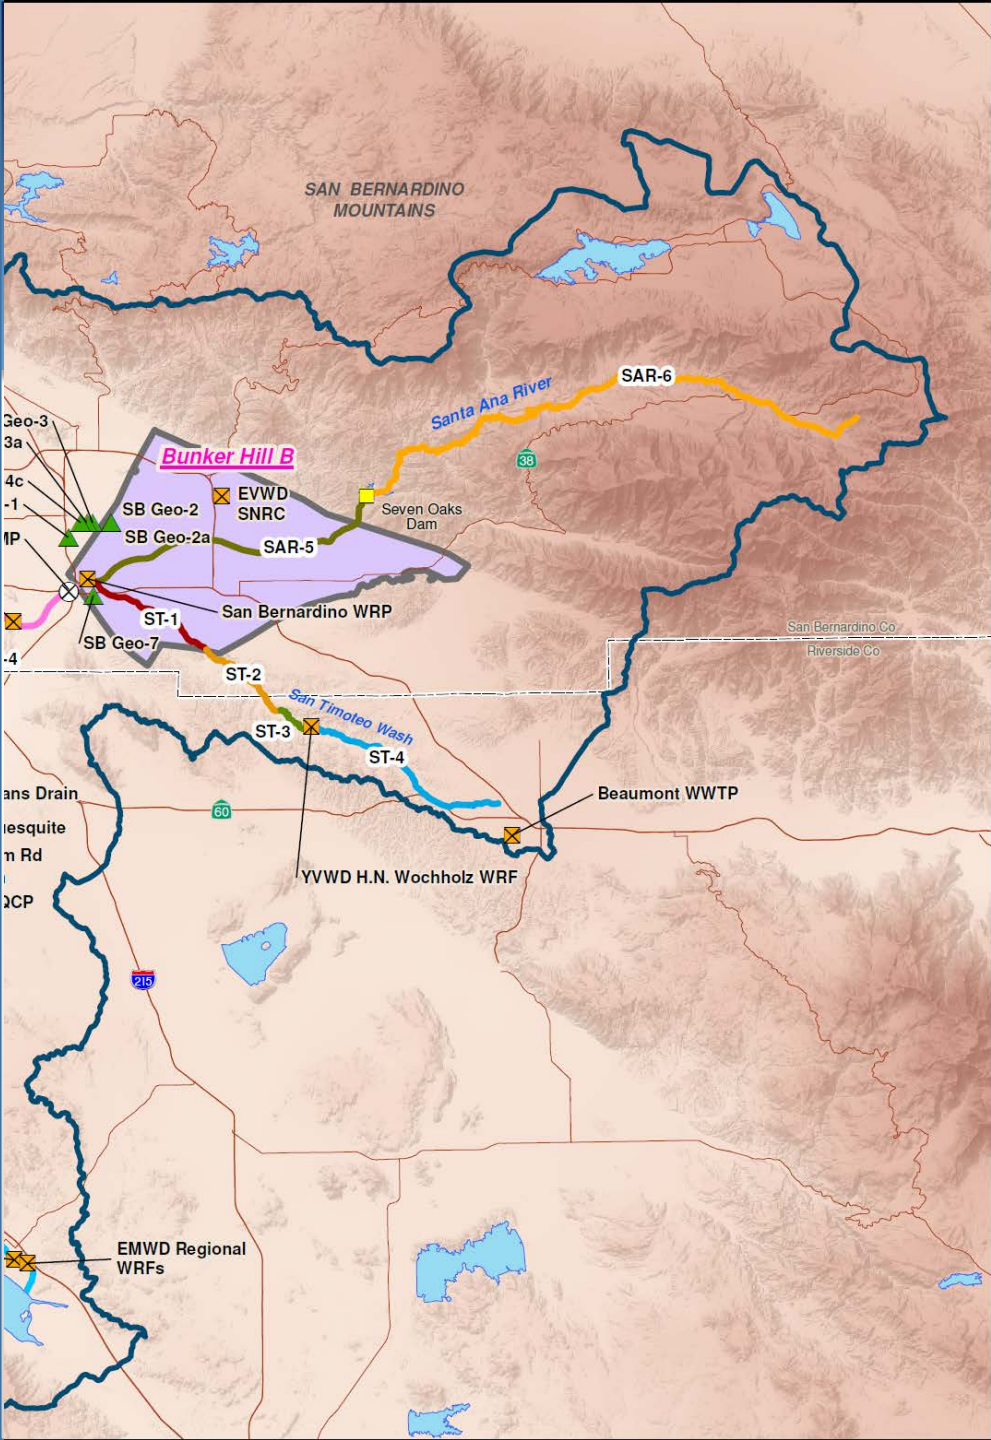 SAN BERNARDINO
MOUNTAINS
SAR-6
Santa Ana River
Geo-3
3a
4c
-1
MP
-4
Bunker Hill B
38
EVWD
SNRC
SB Geo-2
SB Geo-2a
Seven Oaks
Dam
SAR-5
San Bernardino WRP
ST-1
SB Geo-7
San Bernardino Co
Riverside Co
ST-2
San Timoteo Wash
ST-3
ST-4
ans Drain
60
Beaumont WWTP
uesquite
m Rd
YVWD H.N. Wochholz WRF
QCP
215
EMWD Regional
WRFs